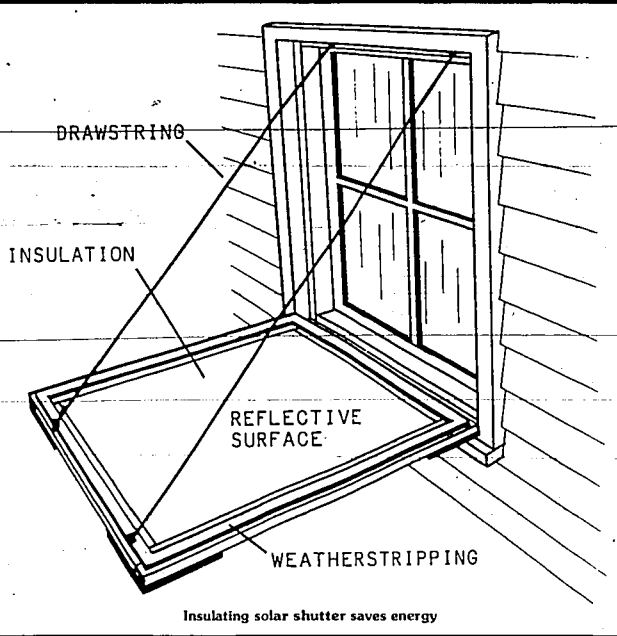 DRAWSTRING
INSULATION
REFLECTIVE
SURFACE
WEATHERSTRIPPING
Insulating solar shutter saves energy